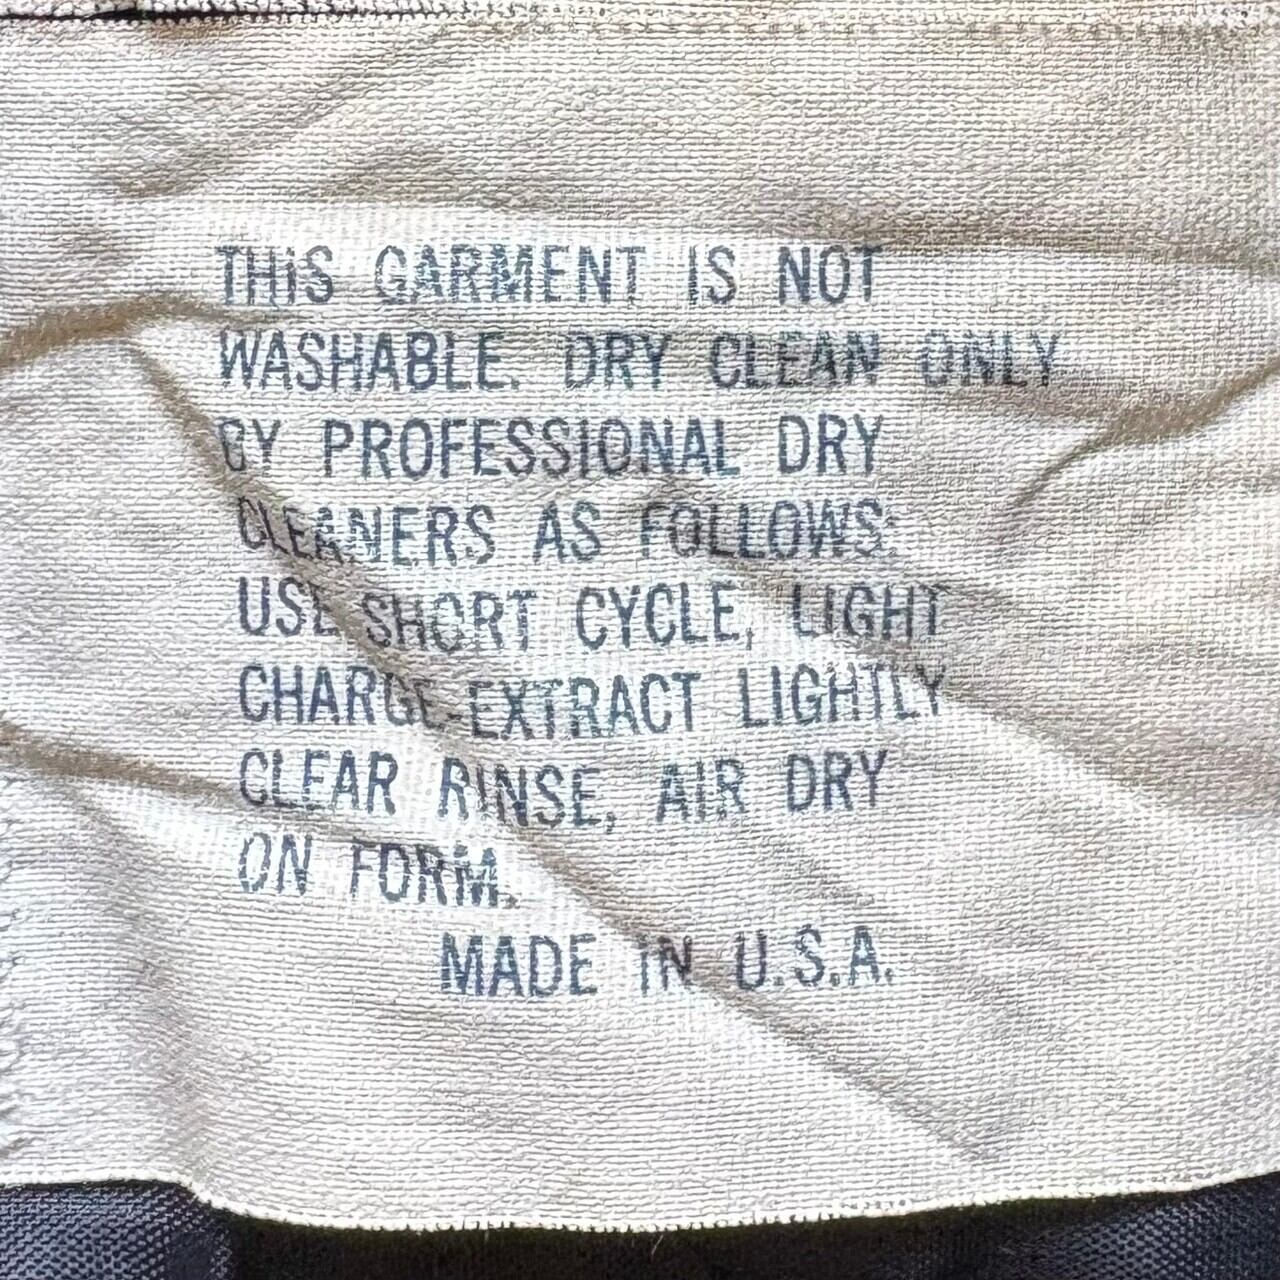 THIS GARMENT IS NOT
WASHABLE. DRY CLEAN ONLY
BY PROFESSIONAL DRY
CLEANERS AS FOLLOWS:
USE SHORT CYCLE, LIGHT
CHARGE-EXTRACT LIGHTLY
CLEAR RINSE, AIR DRY
ON FORM.
MADE IN U.S.A.